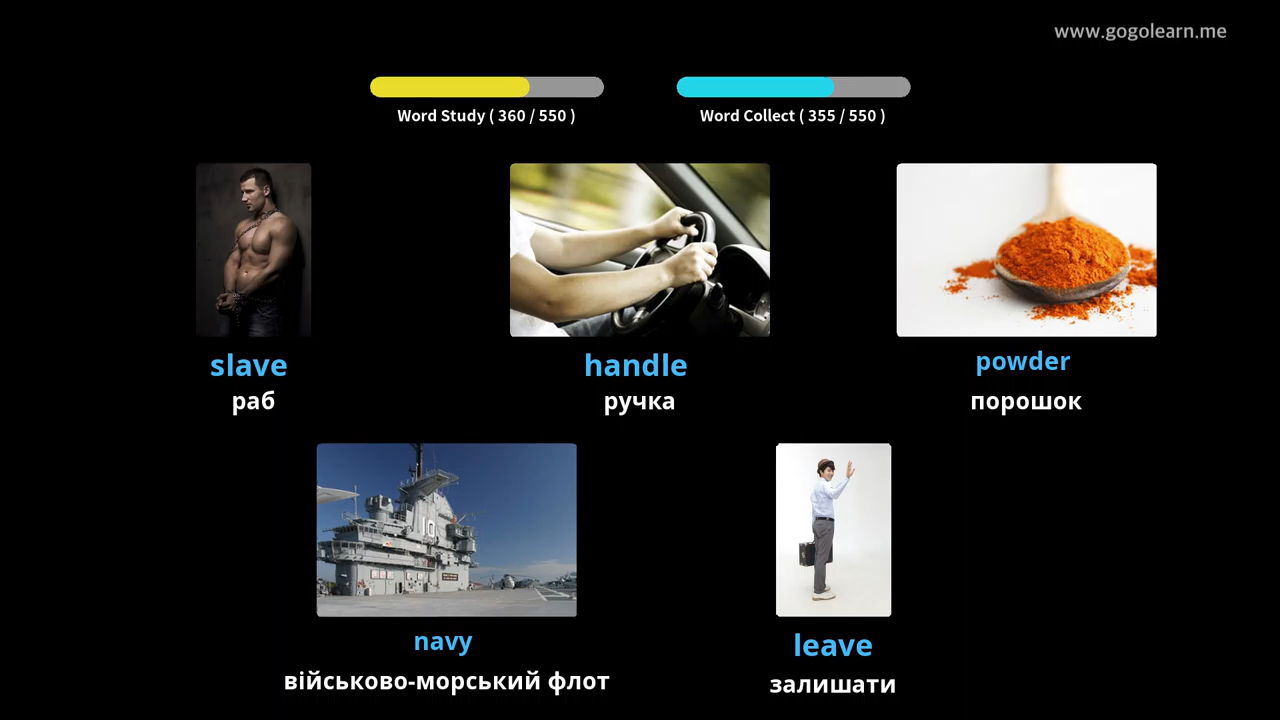 www.gogolearn.me
Word Study ( 360 / 550 )
Word Collect ( 355 / 550 )
slave
раб
handle
ручка
powder
порошок
10
navy
військово-морський флот
leave
залишати